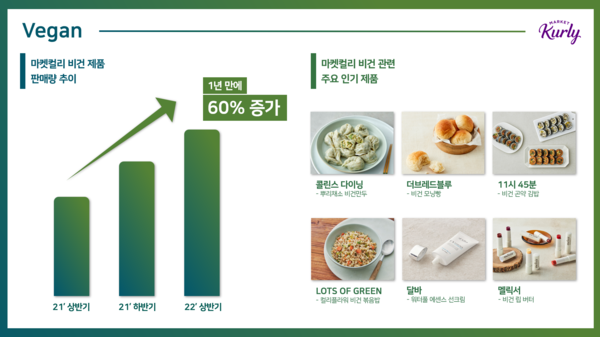 Vegan
MARKET
Kurly
마켓컬리 비건 제품
판매량 추이
1년 만에
60% 증가
21' 상반기
21' 하반기
22' 상반기
마켓컬리 비건 관련
주요 인기 제품
콜린스 다이닝
- 뿌리채소 비건만두
더브레드블루
- 비건 모닝빵
11시 45분
- 비건 곤약 김밥
LOTS OF GREEN
- 컬리플라워 비건 볶음밥
달바
- 워터풀 에센스 선크림
멜릭서
- 비건 립 버터